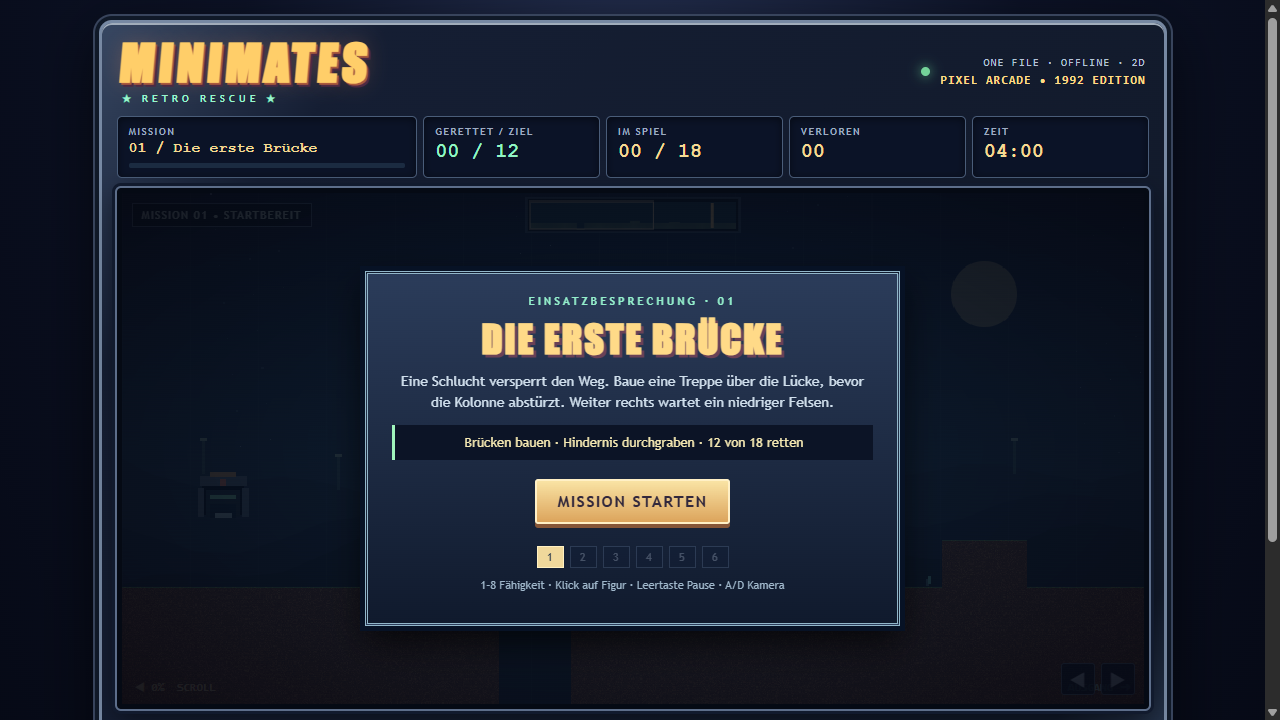 MINIMATES
★ RETRO RESCUE ★
ONE FILE · OFFLINE · 2D
PIXEL ARCADE • 1992 EDITION
MISSION
01 / Die erste Brücke
GERETTET / ZIEL
00 / 12
IM SPIEL
00 / 18
VERLOREN
00
ZEIT
04:00
MISSION 01 • STARTBEREIT
EINSATZBESPRECHUNG · 01
DIE ERSTE BRÜCKE
Eine Schlucht versperrt den Weg. Baue eine Treppe über die Lücke, bevor
die Kolonne abstürzt. Weiter rechts wartet ein niedriger Felsen.
Brücken bauen · Hindernis durchgraben · 12 von 18 retten
MISSION STARTEN
1 2 3 4 5 6
1-8 Fähigkeit · Klick auf Figur · Leertaste Pause · A/D Kamera
◀ 0% SCROLL
◀ ▶